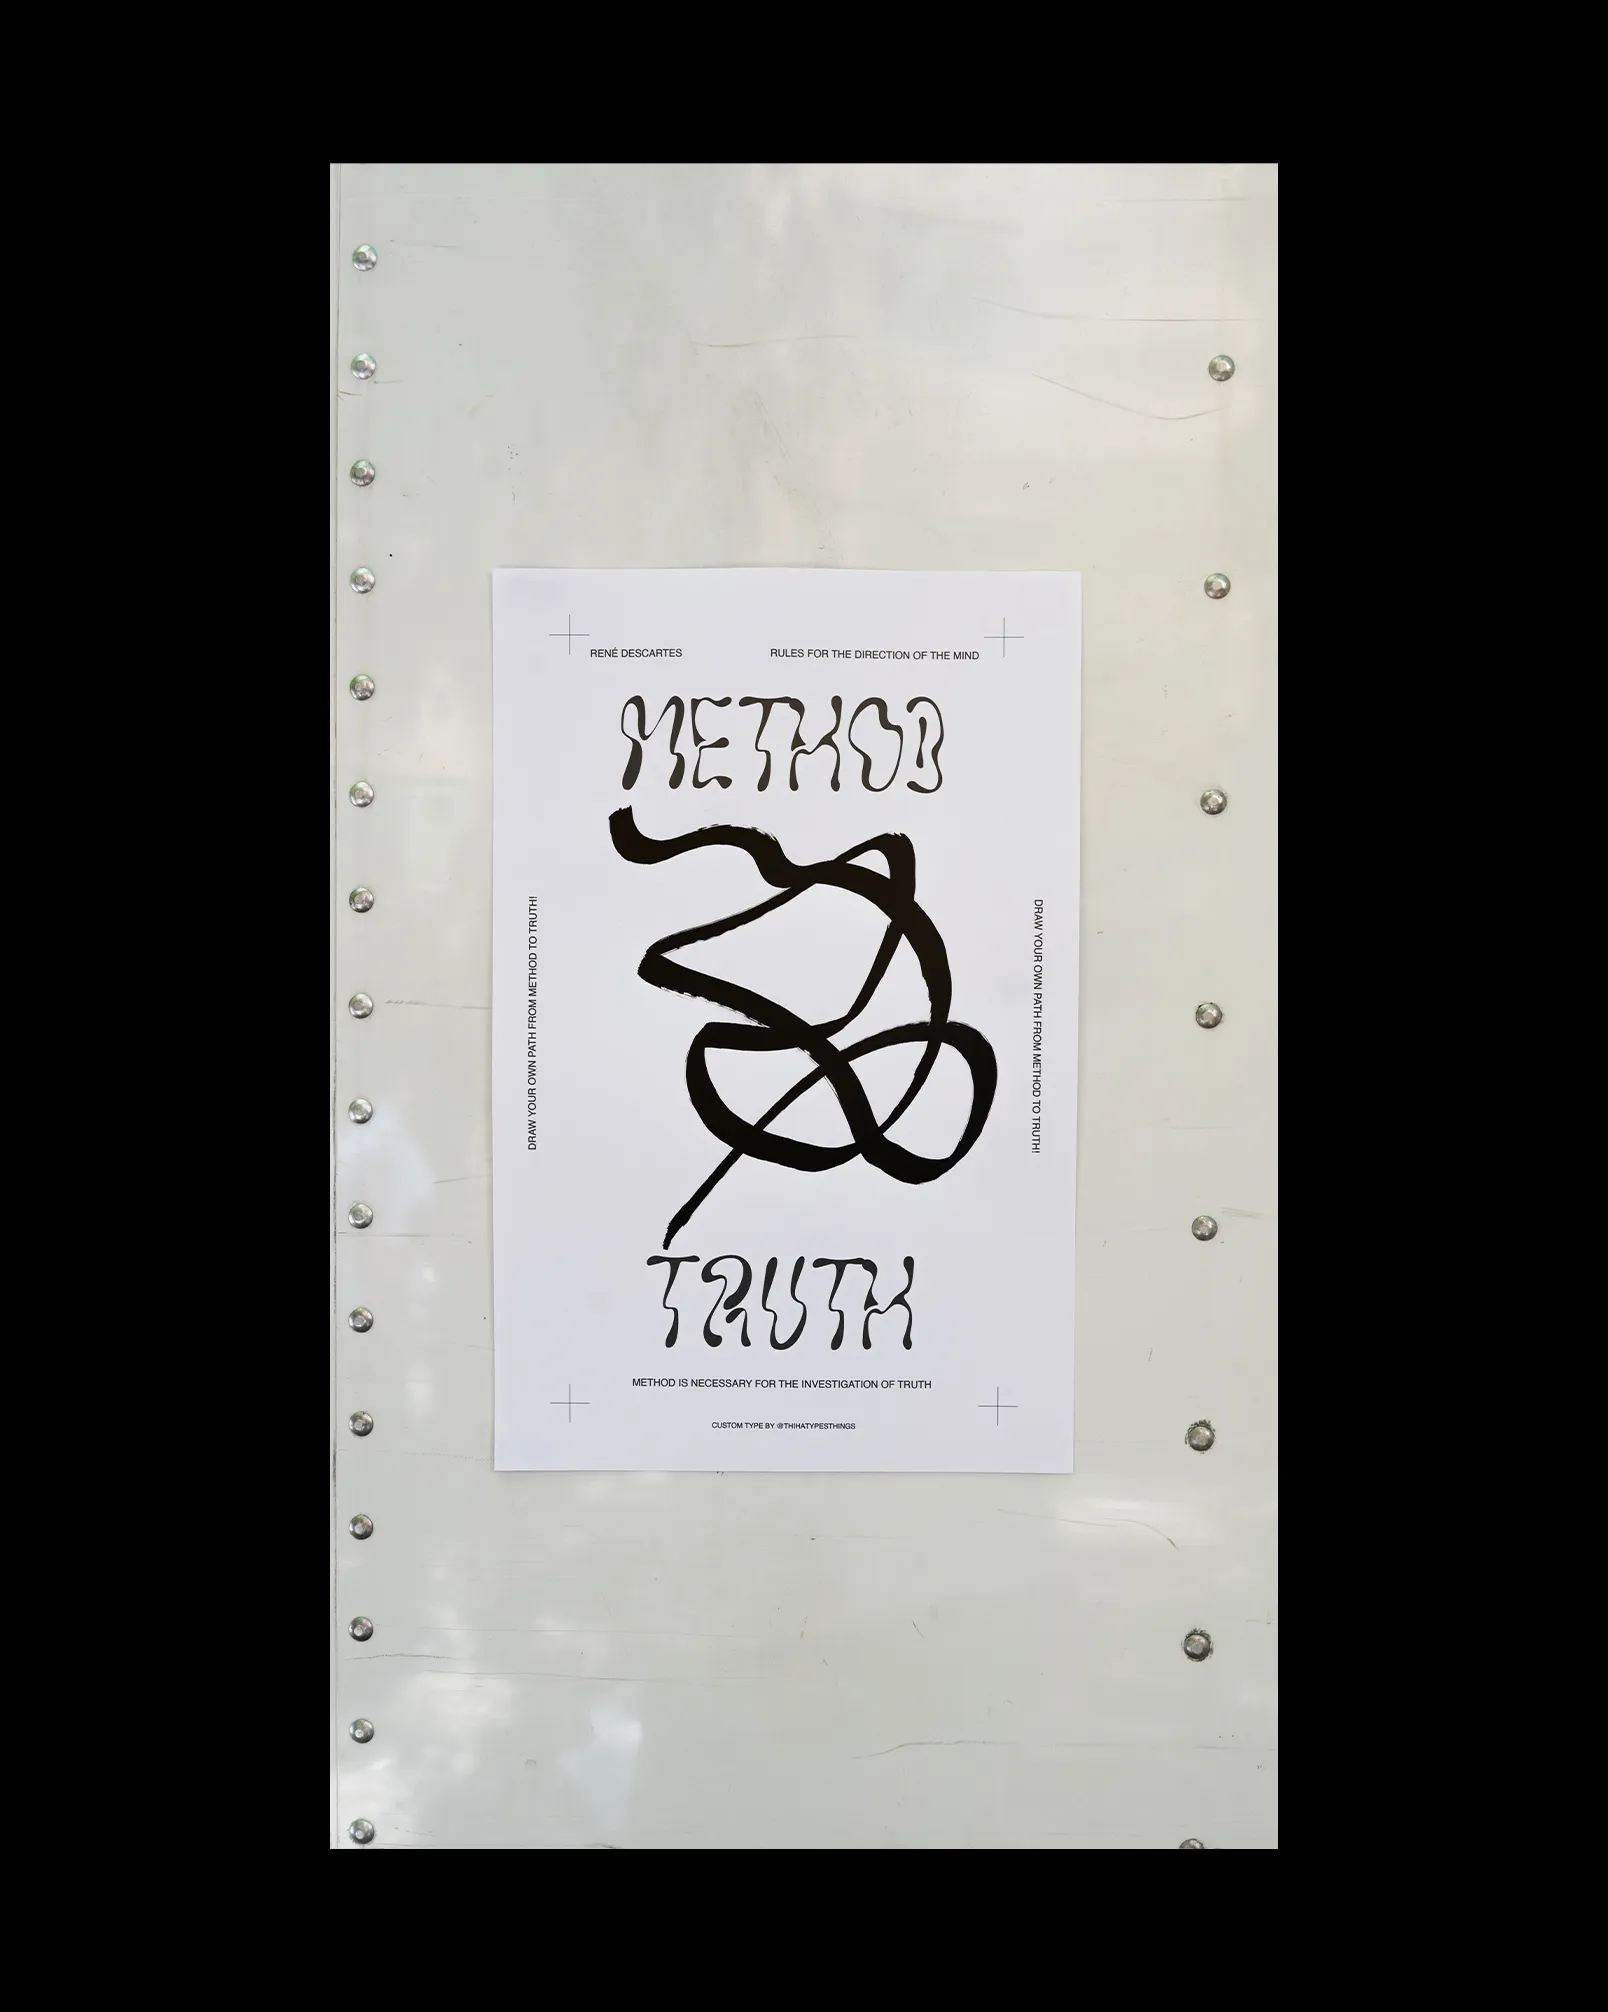 RENÉ DESCARTES
RULES FOR THE DIRECTION OF THE MIND
METHOD
DRAW YOUR OWN PATH FROM METHOD TO TRUTH!
DRAW YOUR OWN PATH FROM METHOD TO TRUTH!
TRUTH
METHOD IS NECESSARY FOR THE INVESTIGATION OF TRUTH
CUSTOM TYPE BY @THIHATYPESTHINGS